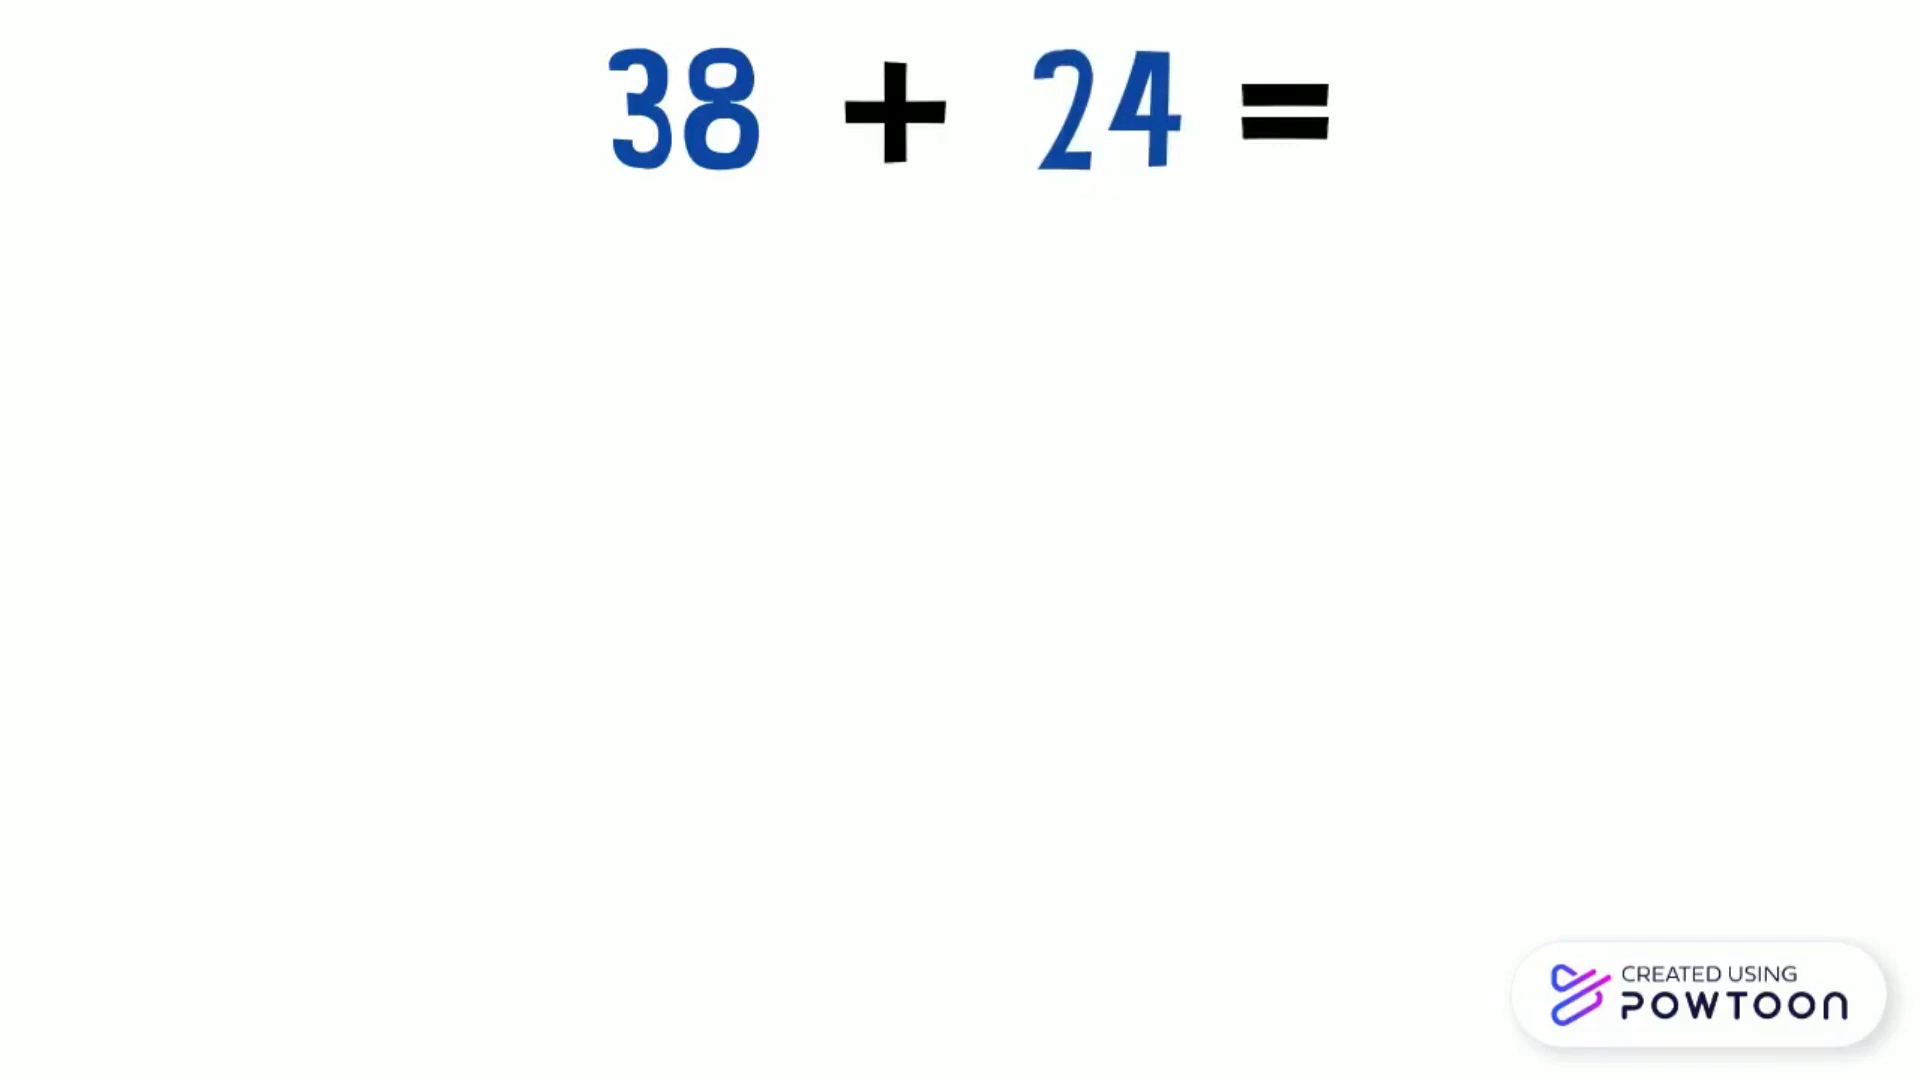 38 + 24 =
CREATED USING
POWTOON